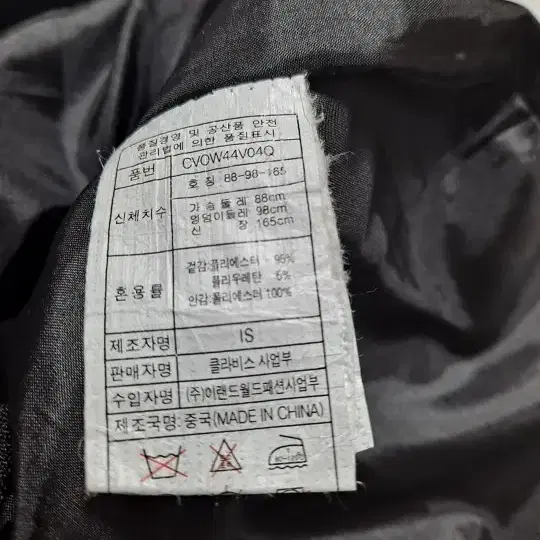 품질경영 및 공산품 안전
관리법에 의한 품질표시
품번 CVOW44V04Q
신체치수 호칭 88-98-165
가슴둘레 88cm
엉덩이둘레 98cm
신장 165cm
혼용률 겉감:폴리에스터 - 95%
폴리우레탄 5%
안감:폴리에스터 100%
제조자명 IS
판매자명 클라비스 사업부
수입자명 (주)이랜드월드패션사업부
제조국명: 중국(MADE IN CHINA)